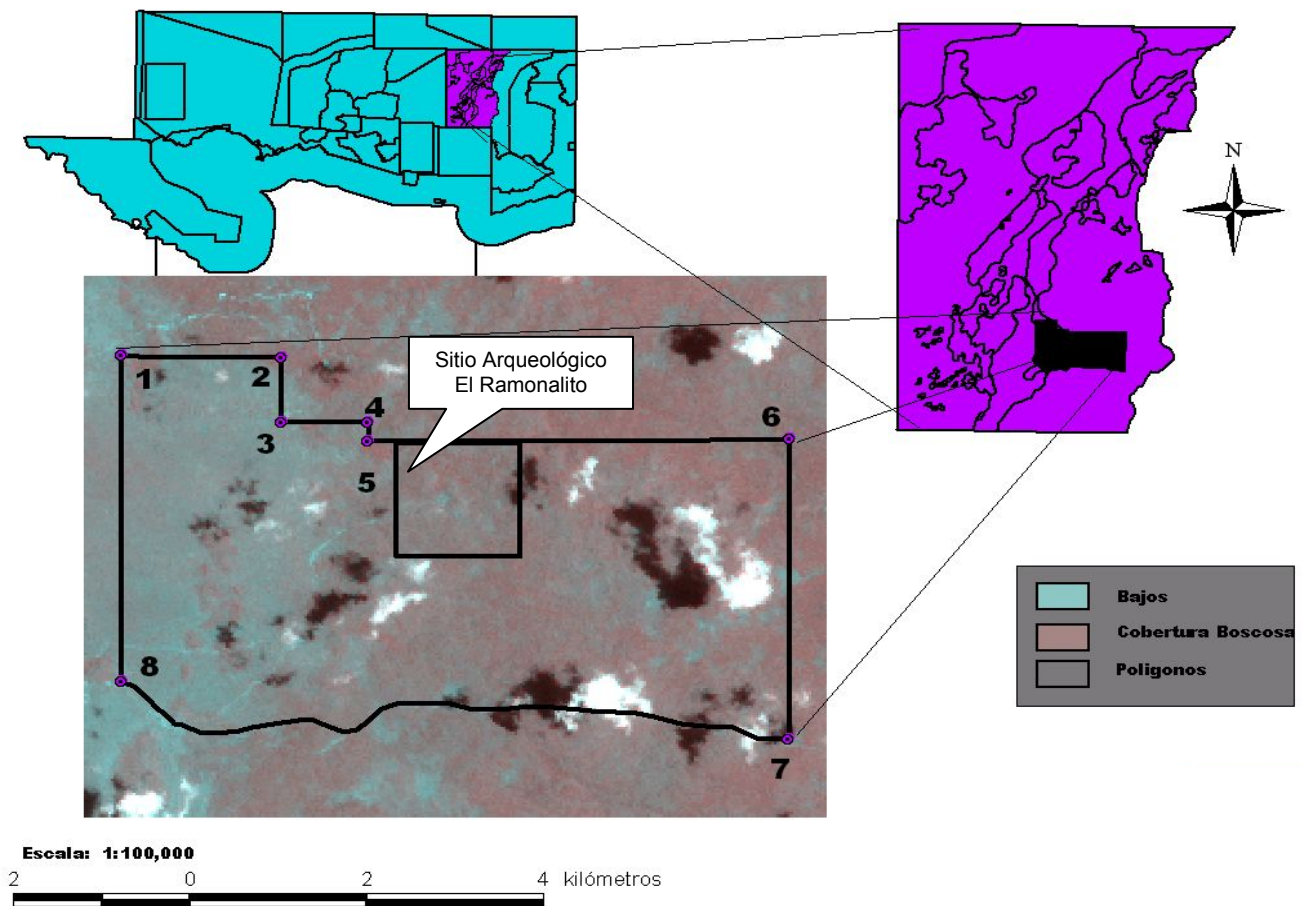 N
Sitio Arqueológico
El Ramonalito
1
2
3
4
5
6
7
8
Bajos
Cobertura Boscosa
Poligonos
Escala: 1:100,000
2 0 2 4 kilómetros